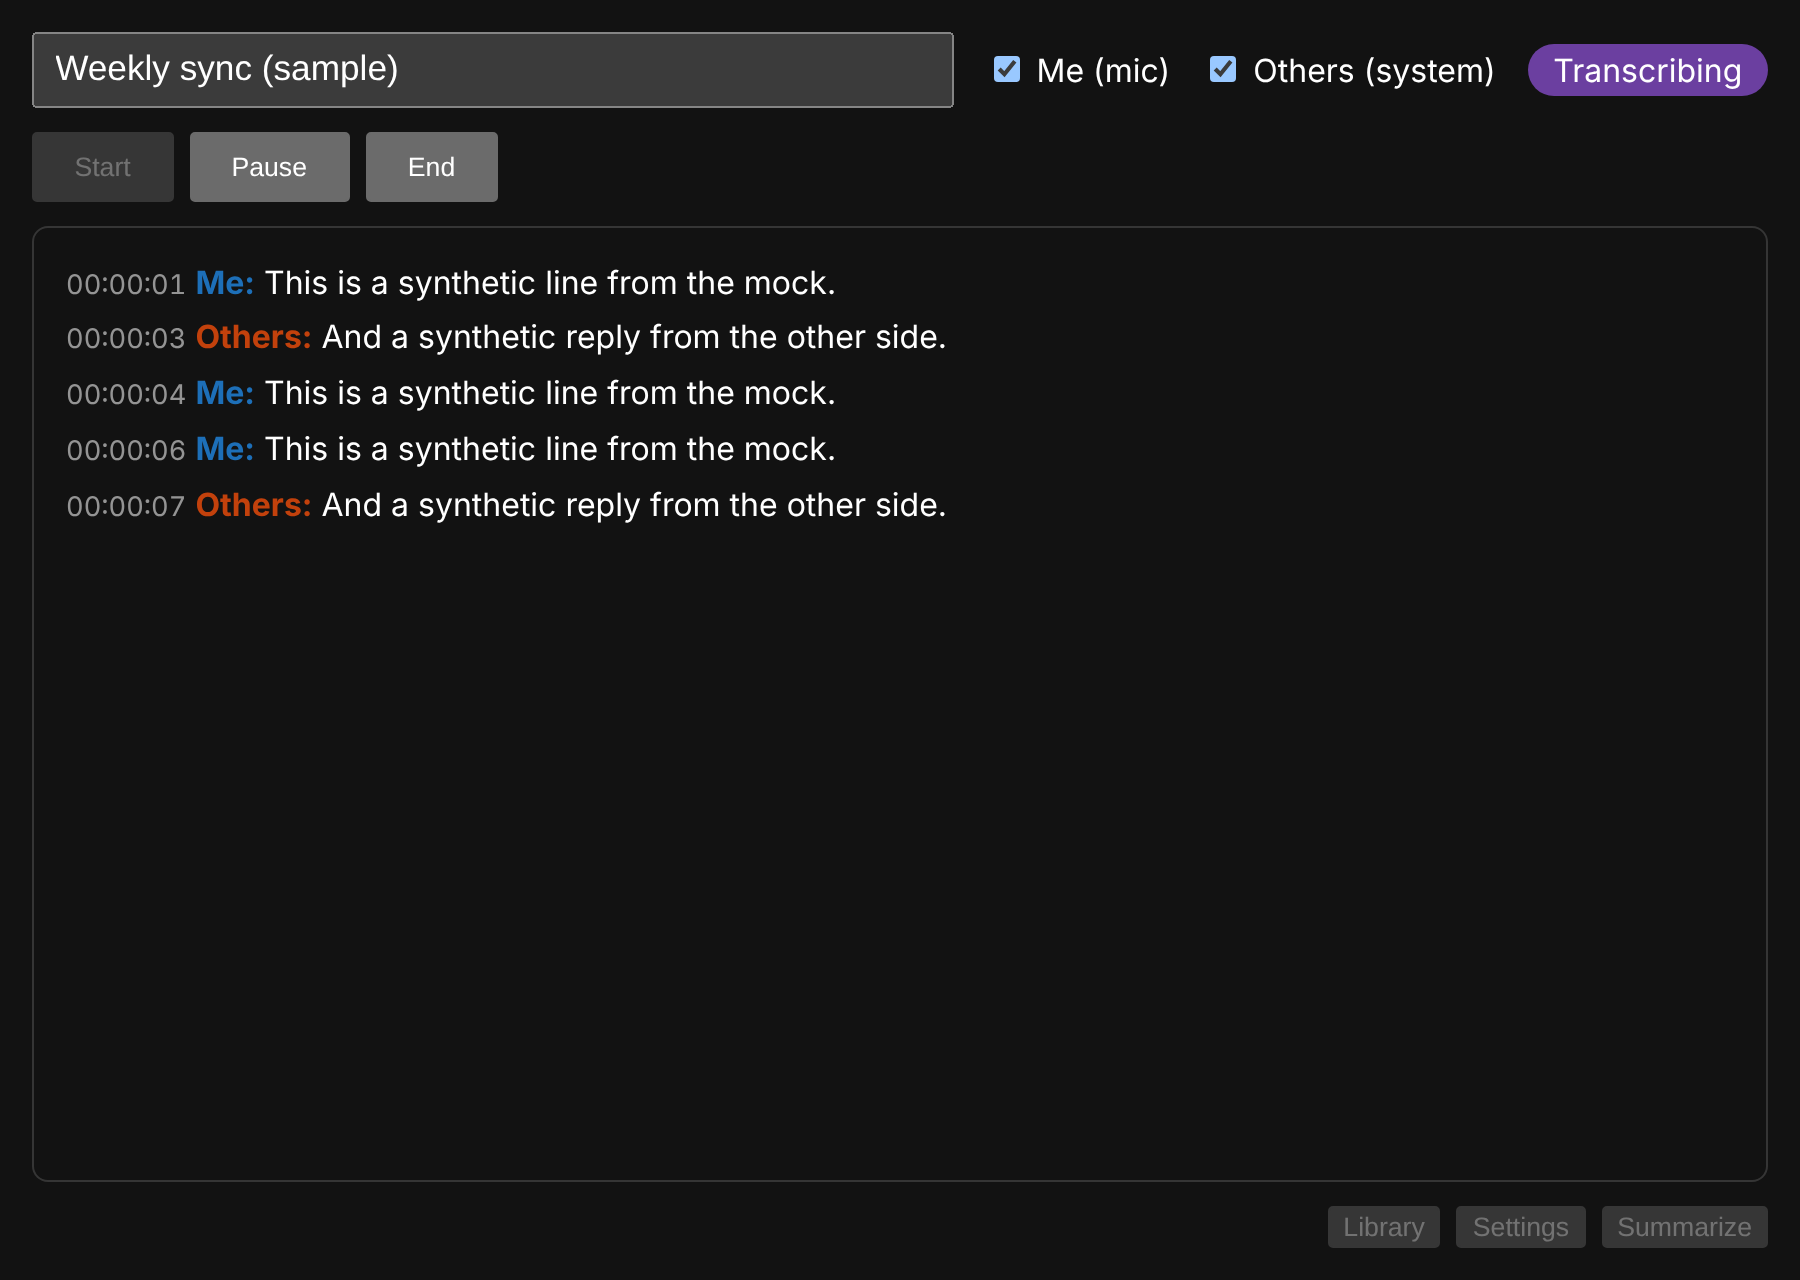 Weekly sync (sample)
Me (mic)
Others (system)
Transcribing
Start
Pause
End
00:00:01 Me: This is a synthetic line from the mock.
00:00:03 Others: And a synthetic reply from the other side.
00:00:04 Me: This is a synthetic line from the mock.
00:00:06 Me: This is a synthetic line from the mock.
00:00:07 Others: And a synthetic reply from the other side.
Library
Settings
Summarize